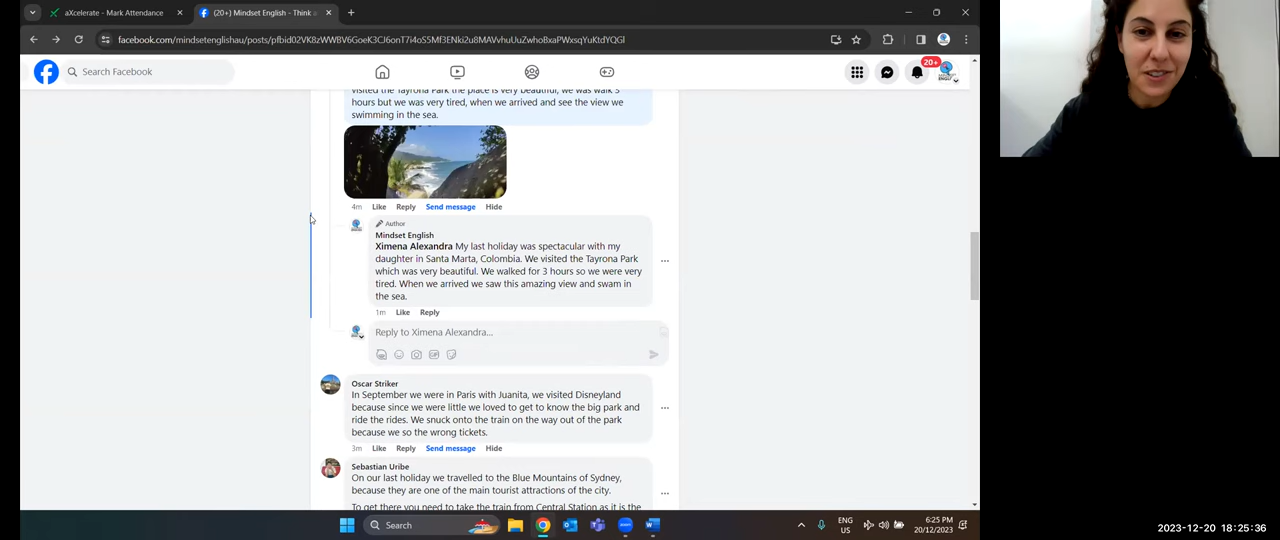 aXcelerate - Mark Attendance
(20+) Mindset English - Think
Search Facebook
20+
visited the Tayrona Park the place is very beautiful, we was walk 3
hours but we was very tired, when we arrived and see the view we
swimming in the sea.
4m Like Reply Send message Hide
Author
Mindset English
Ximena Alexandra My last holiday was spectacular with my
daughter in Santa Marta, Colombia. We visited the Tayrona Park
which was very beautiful. We walked for 3 hours so we were very
tired. When we arrived we saw this amazing view and swam in
the sea.
1m Like Reply
Reply to Ximena Alexandra...
Oscar Striker
In September we were in Paris with Juanita, we visited Disneyland
because since we were little we loved to get to know the big park and
ride the rides. We snuck onto the train on the way out of the park
because we so the wrong tickets.
3m Like Reply Send message Hide
Sebastian Uribe
On our last holiday we travelled to the Blue Mountains of Sydney,
because they are one of the main tourist attractions of the city.
To get there you need to take the train from Central Station as it is the
Search
ENG
US
6:25 PM
20/12/2023
2023-12-20 18:25:36